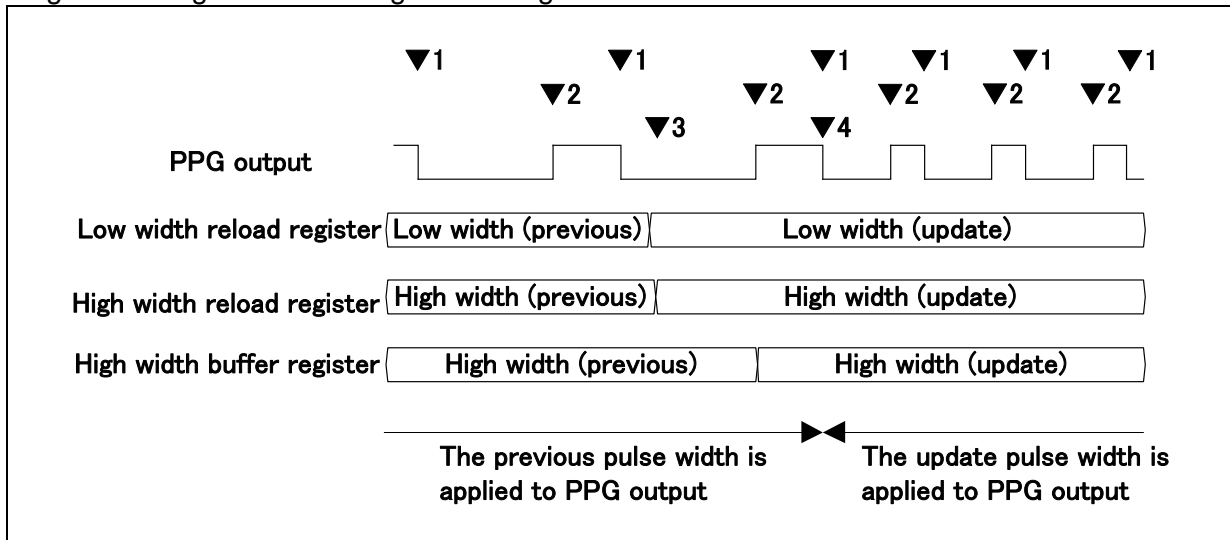 ▼1 ▼1 ▼1 ▼1 ▼1 ▼1
▼2 ▼2 ▼2 ▼2 ▼2
▼3 ▼4
PPG output
Low width reload register Low width (previous) Low width (update)
High width reload register High width (previous) High width (update)
High width buffer register High width (previous) High width (update)
The previous pulse width is
applied to PPG output
The update pulse width is
applied to PPG output